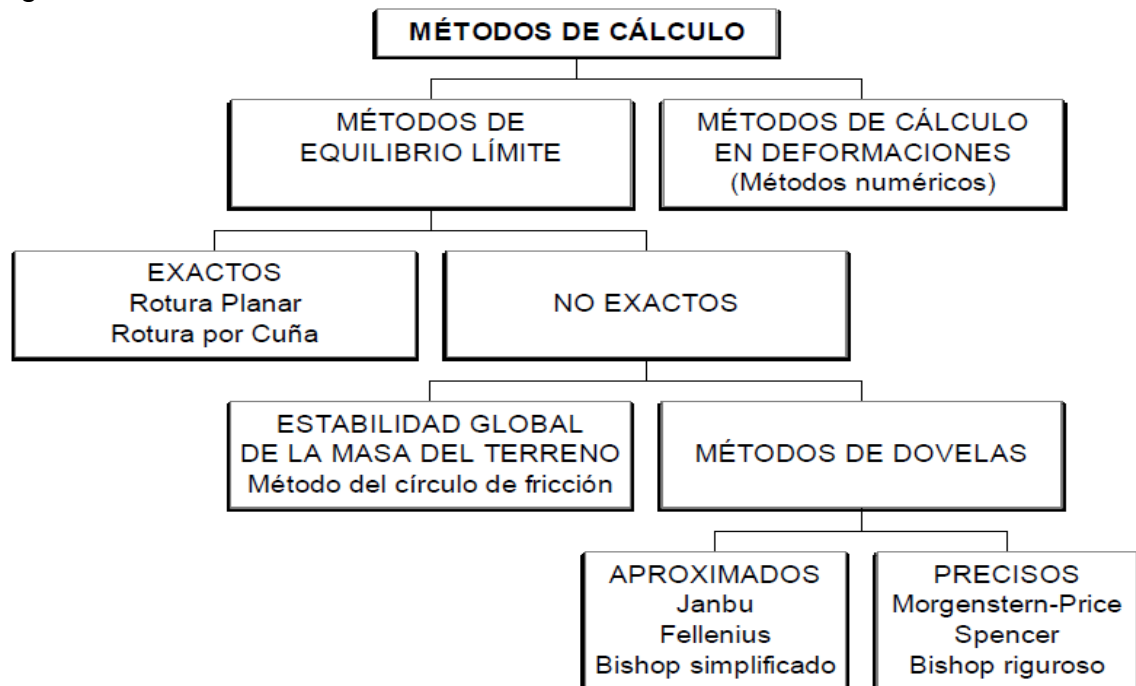 MÉTODOS DE CÁLCULO
MÉTODOS DE
EQUILIBRIO LÍMITE
MÉTODOS DE CÁLCULO
EN DEFORMACIONES
(Métodos numéricos)
EXACTOS
Rotura Planar
Rotura por Cuña
NO EXACTOS
ESTABILIDAD GLOBAL
DE LA MASA DEL TERRENO
Método del círculo de fricción
MÉTODOS DE DOVELAS
APROXIMADOS
Janbu
Fellenius
Bishop simplificado
PRECISOS
Morgenstern-Price
Spencer
Bishop riguroso